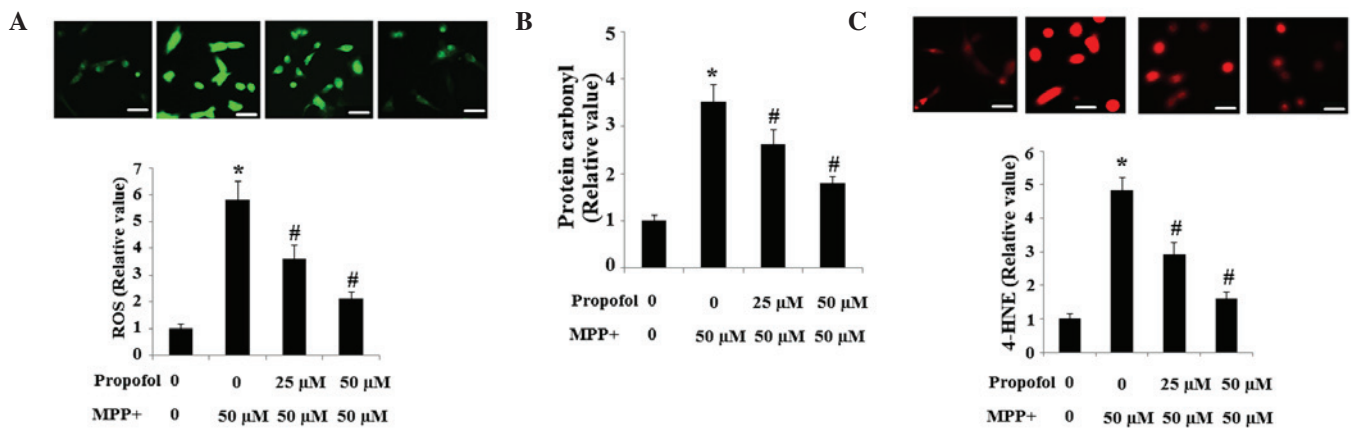 A
ROS (Relative value)
7
6
5
4
3
2
1
0
*
#
#
Propofol 0 0 25 μM 50 μM
MPP+ 0 50 μM 50 μM 50 μM
B
Protein carbonyl
(Relative value)
5
4
3
2
1
0
*
#
#
Propofol 0 0 25 μM 50 μM
MPP+ 0 50 μM 50 μM 50 μM
C
4-HNE (Relative value)
6
5
4
3
2
1
0
*
#
#
Propofol 0 0 25 μM 50 μM
MPP+ 0 50 μM 50 μM 50 μM